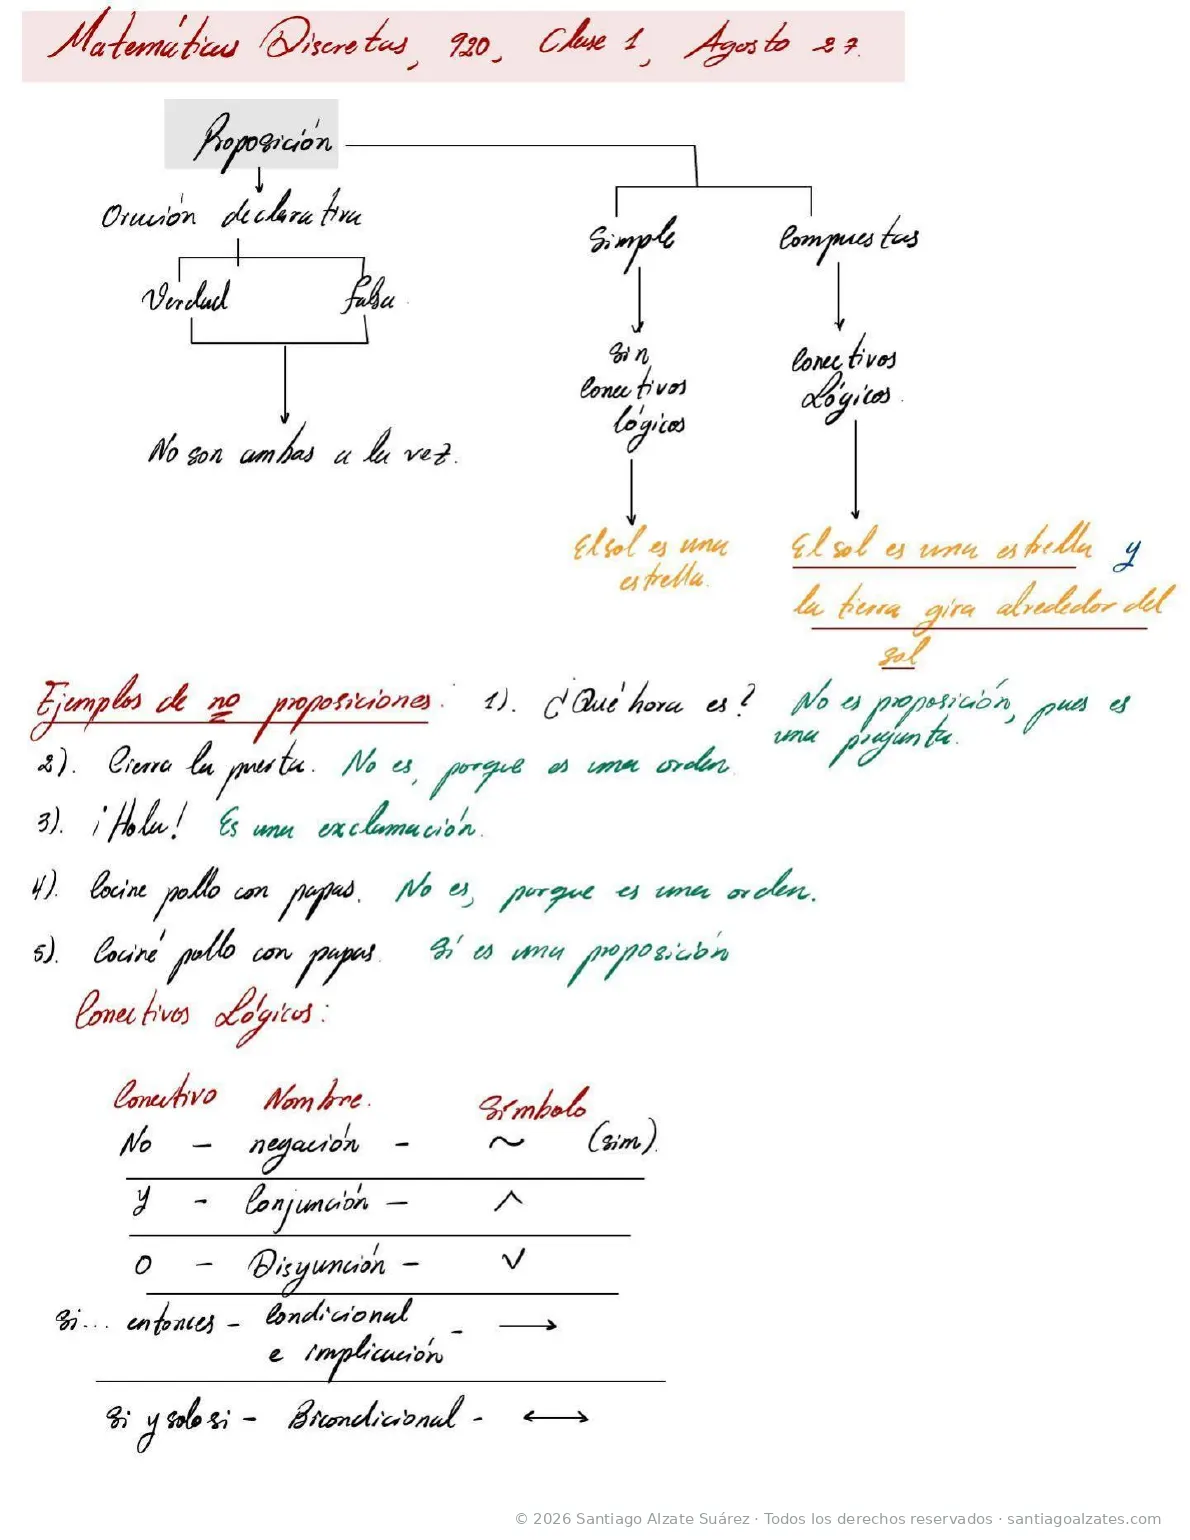 Matemáticas Discretas, 920, Clase 1, Agosto 27.
Proposición
Oración declarativa
Verdad
falsa.
No son ambas a la vez.
Simple
Compuestas
Sin
conectivos
lógicos
Conectivos
Lógicos.
El sol es una
estrella.
El sol es una estrella y
la tierra gira alrededor del
sol
Ejemplos de no proposiciones: 1). ¿Qué hora es? No es proposición, pues es
una pregunta.
2). Cierra la puerta. No es, porque es una orden.
3). ¡Hola! Es una exclamación.
4). Cocine pollo con papas. No es, porque es una orden.
5). Cociné pollo con papas. Sí es una proposición
Conectivos Lógicos:
Conectivo Nombre. Símbolo
No – negación – ~ (sim).
y – Conjunción – ∧
o – Disyunción – ∨
Si... entonces – Condicional
e implicación – →
Si y solo si – Bicondicional – ↔
© 2026 Santiago Alzate Suárez · Todos los derechos reservados · santiagoalzates.com